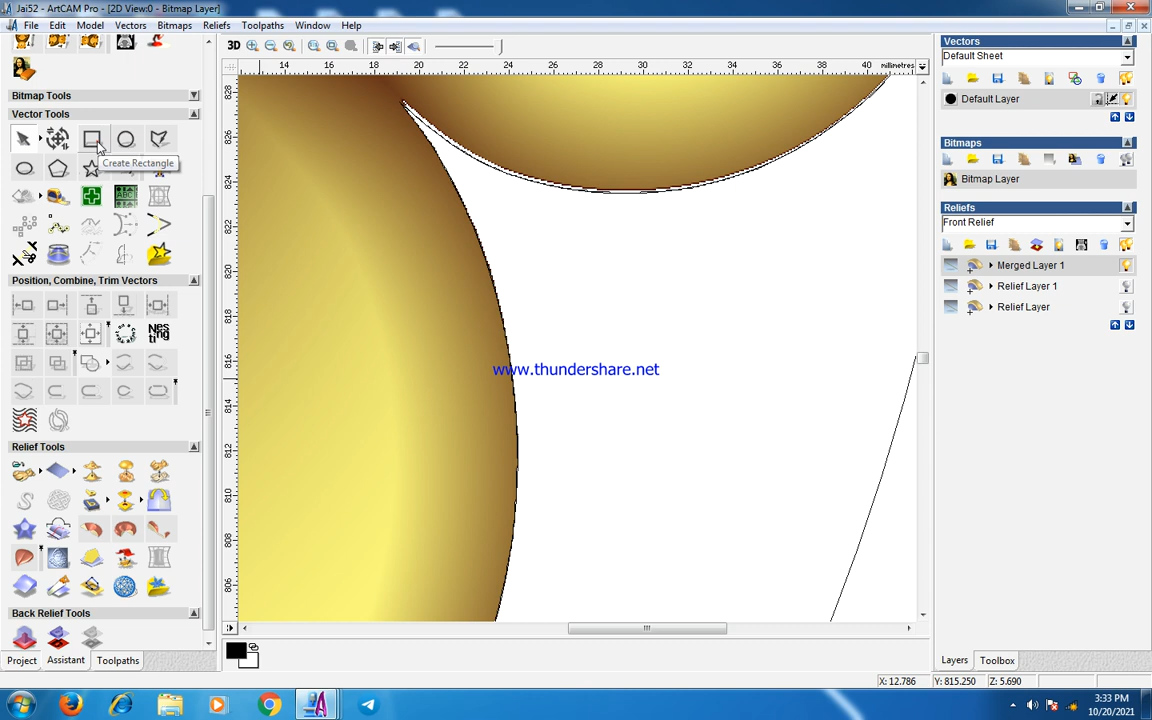 Jai52 - ArtCAM Pro - [2D View:0 - Bitmap Layer]
File Edit Model Vectors Bitmaps Reliefs Toolpaths Window Help
3D
14 16 18 20 22 24 26 28 30 32 34 36 38 40 millimetres
828
826
824
822
820
818
816
814
812
810
808
806
Bitmap Tools
Vector Tools
Create Rectangle
ABC
Position, Combine, Trim Vectors
Nes
ting
Relief Tools
Back Relief Tools
Project Assistant Toolpaths
www.thundershare.net
Vectors
Default Sheet
Default Layer
Bitmaps
Bitmap Layer
Reliefs
Front Relief
Merged Layer 1
Relief Layer 1
Relief Layer
Layers Toolbox
X: 12.786 Y: 815.250 Z: 5.690
3:33 PM
10/20/2021